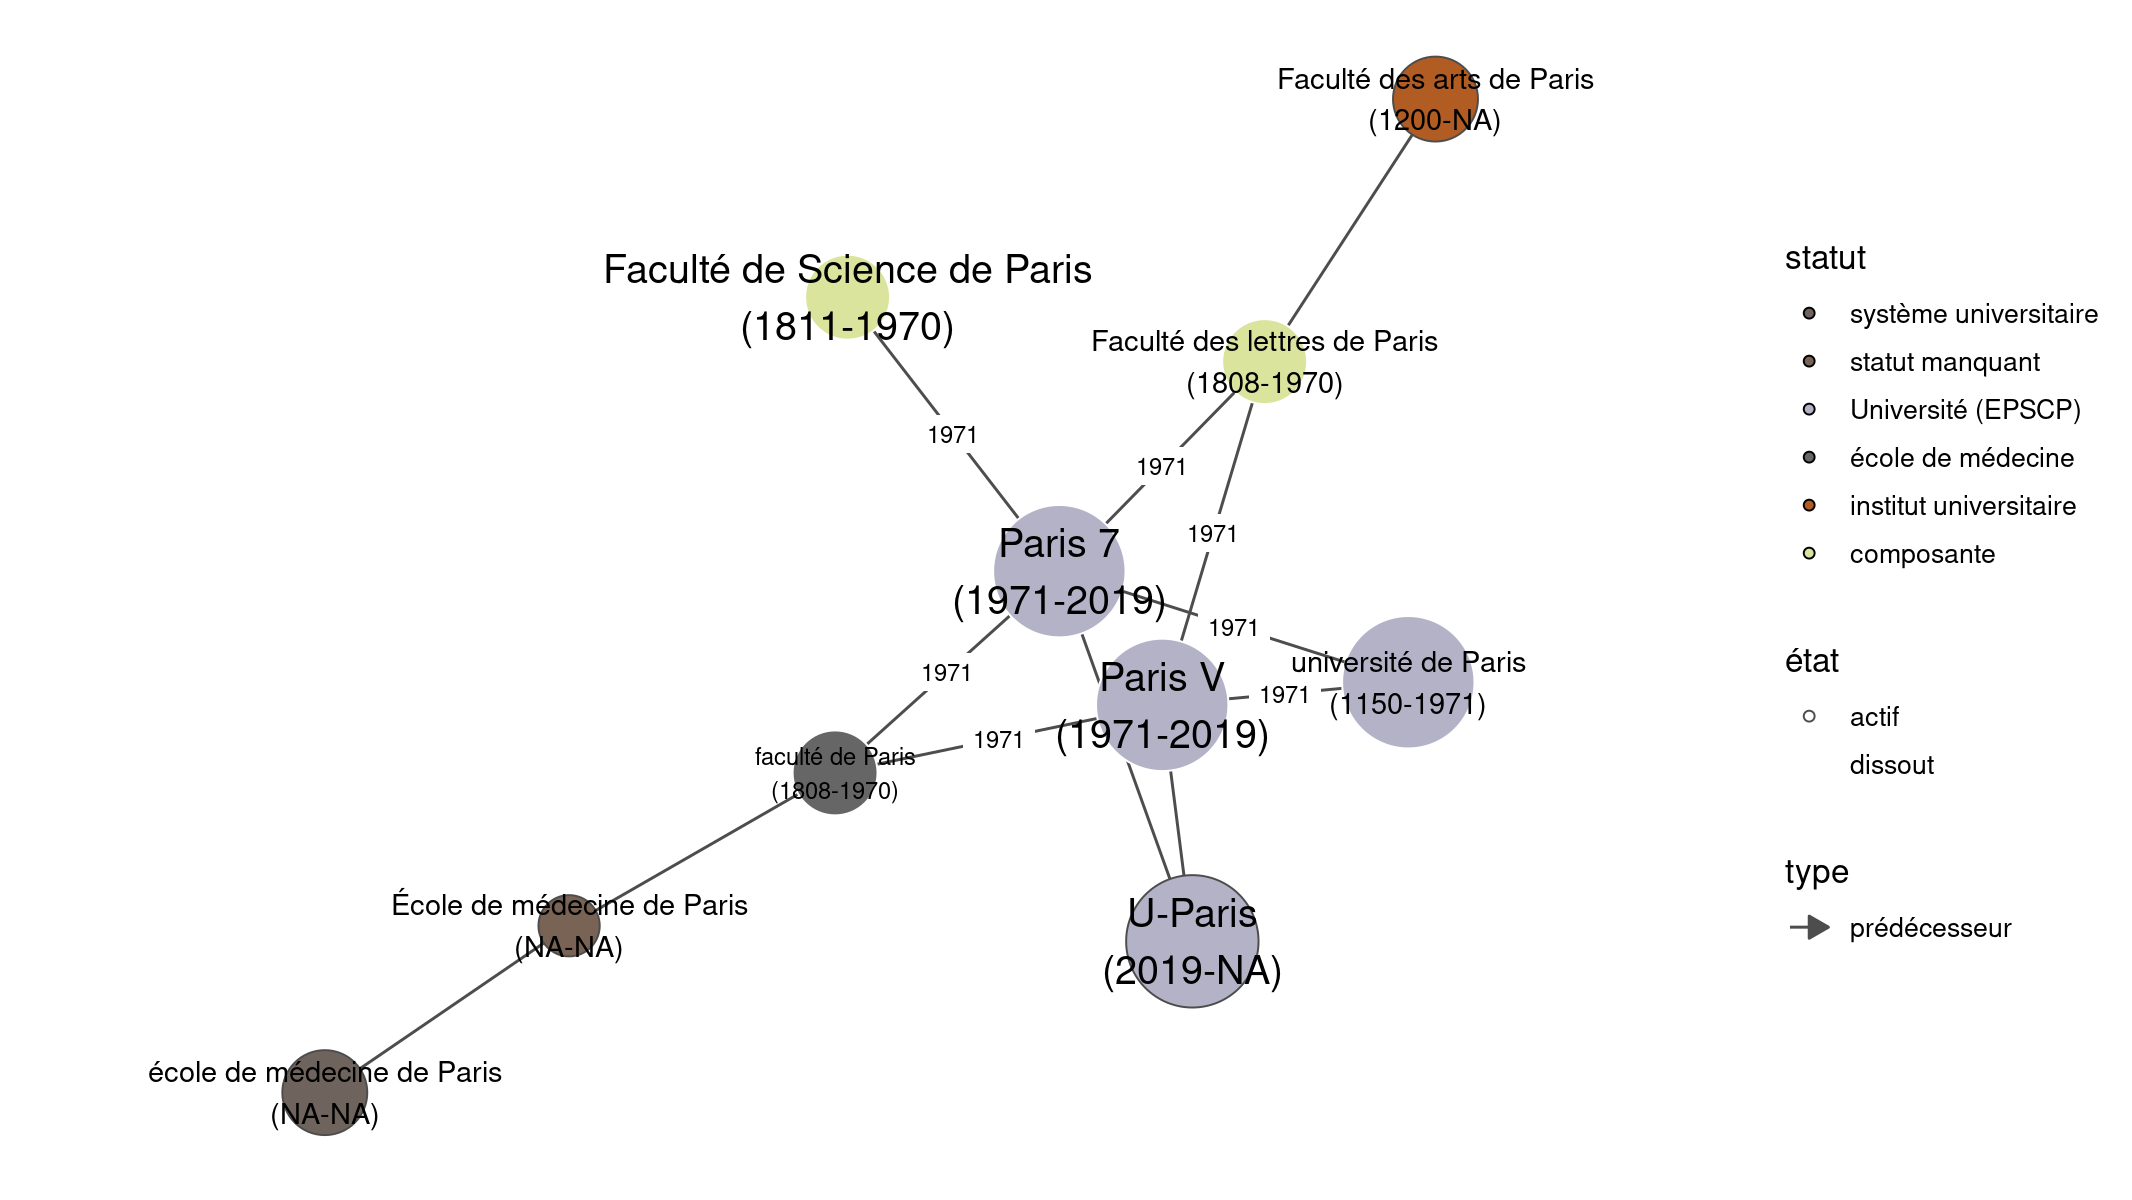 Faculté des arts de Paris
(1200-NA)
Faculté de Science de Paris
(1811-1970)
Faculté des lettres de Paris
(1808-1970)
1971
1971
1971
Paris 7
(1971-2019)
1971
université de Paris
(1150-1971)
1971
Paris V
(1971-2019)
1971
1971
faculté de Paris
(1808-1970)
École de médecine de Paris
(NA-NA)
U-Paris
(2019-NA)
école de médecine de Paris
(NA-NA)
statut
système universitaire
statut manquant
Université (EPSCP)
école de médecine
institut universitaire
composante
état
actif
dissout
type
prédécesseur